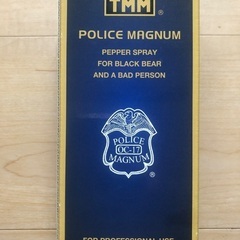 TMM
POLICE MAGNUM
PEPPER SPRAY
FOR BLACK BEAR
AND A BAD PERSON
POLICE
OC-17
MAGNUM
®
FOR PROFESSIONAL USE